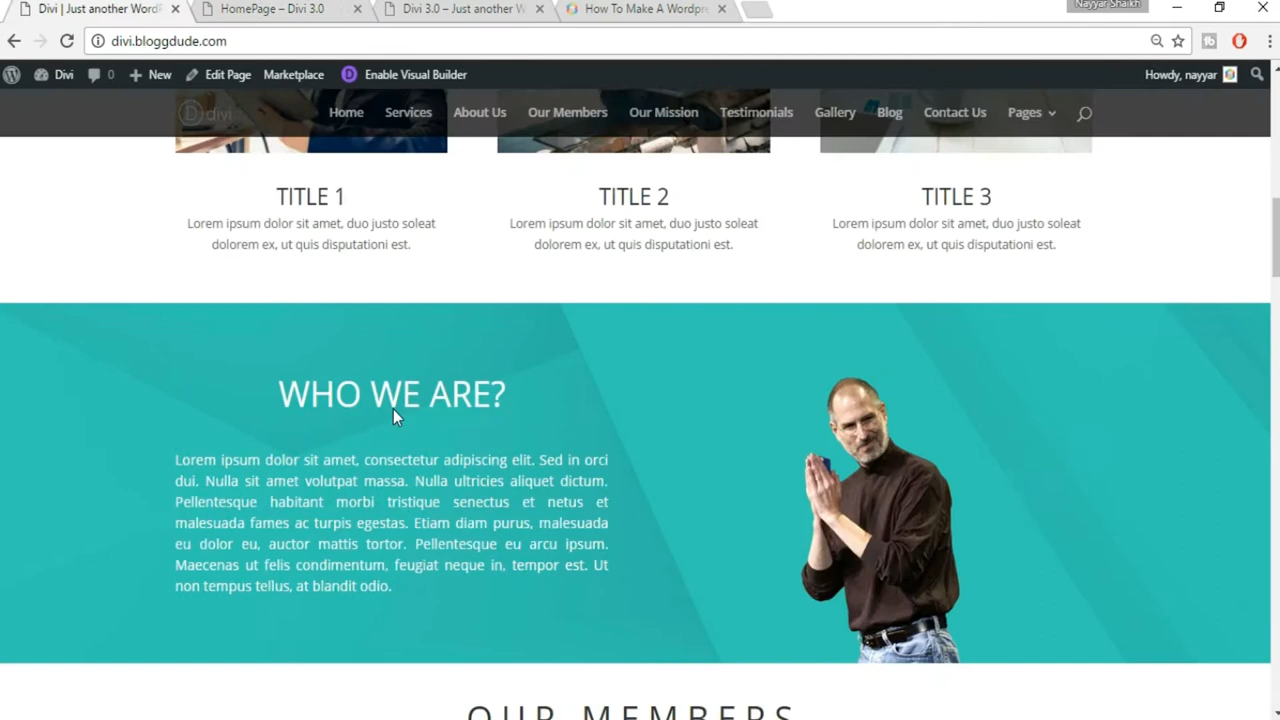 Divi | Just another WordP
HomePage – Divi 3.0
Divi 3.0 – Just another W
How To Make A Wordpre
Nayyar Shaikh
divi.bloggdude.com
Divi
0
New
Edit Page
Marketplace
D
Enable Visual Builder
Howdy, nayyar
D divi
Home
Services
About Us
Our Members
Our Mission
Testimonials
Gallery
Blog
Contact Us
Pages
TITLE 1
Lorem ipsum dolor sit amet, duo justo soleat
dolorem ex, ut quis disputationi est.
TITLE 2
Lorem ipsum dolor sit amet, duo justo soleat
dolorem ex, ut quis disputationi est.
TITLE 3
Lorem ipsum dolor sit amet, duo justo soleat
dolorem ex, ut quis disputationi est.
WHO WE ARE?
Lorem ipsum dolor sit amet, consectetur adipiscing elit. Sed in orci
dui. Nulla sit amet volutpat massa. Nulla ultricies aliquet dictum.
Pellentesque habitant morbi tristique senectus et netus et
malesuada fames ac turpis egestas. Etiam diam purus, malesuada
eu dolor eu, auctor mattis tortor. Pellentesque eu arcu ipsum.
Maecenas ut felis condimentum, feugiat neque in, tempor est. Ut
non tempus tellus, at blandit odio.
OUR MEMBERS